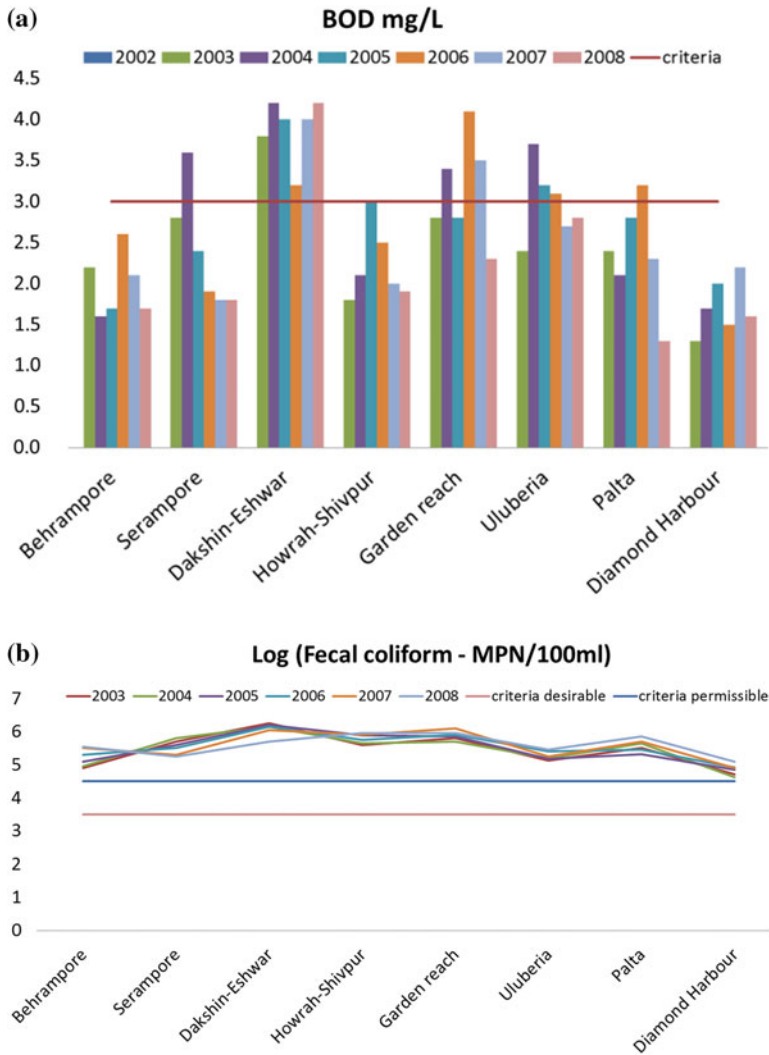 (a)
BOD mg/L
2002 2003 2004 2005 2006 2007 2008 criteria
4.5
4.0
3.5
3.0
2.5
2.0
1.5
1.0
0.5
0.0
Behrampore
Serampore
Dakshin-Eshwar
Howrah-Shivpur
Garden reach
Uluberia
Palta
Diamond Harbour
(b)
Log (Fecal coliform - MPN/100ml)
2003 2004 2005 2006 2007 2008 criteria desirable criteria permissible
7
6
5
4
3
2
1
0
Behrampore
Serampore
Dakshin-Eshwar
Howrah-Shivpur
Garden reach
Uluberia
Palta
Diamond Harbour